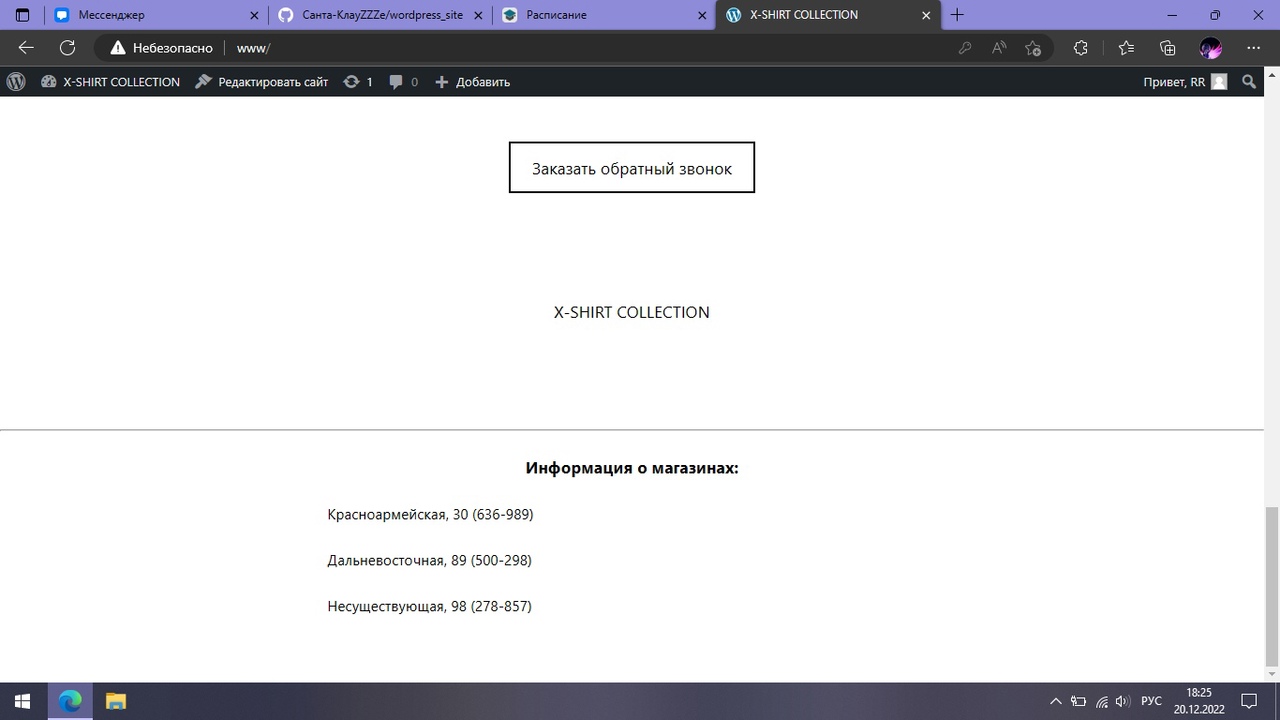 Мессенджер
Санта-КлауZZZe/wordpress_site
Расписание
X-SHIRT COLLECTION
Небезопасно
www/
X-SHIRT COLLECTION
Редактировать сайт
1
0
Добавить
Привет, RR
Заказать обратный звонок
X-SHIRT COLLECTION
Информация о магазинах:
Красноармейская, 30 (636-989)
Дальневосточная, 89 (500-298)
Несуществующая, 98 (278-857)
РУС
18:25
20.12.2022